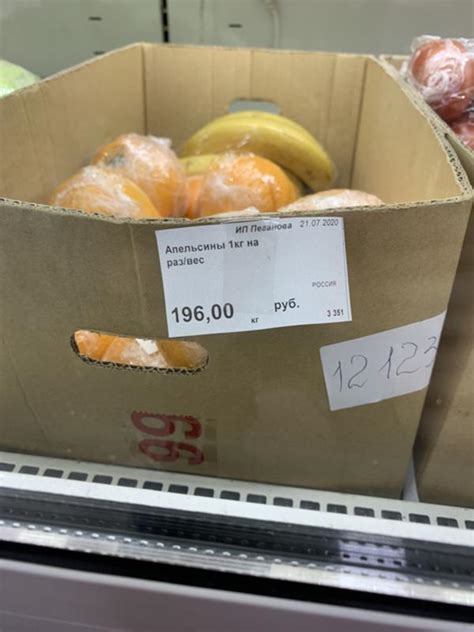 ИП Пеганова 21.07.2020
Апельсины 1кг на
раз/вес
РОССИЯ
196,00 руб.
кг 3 351
12 123
99